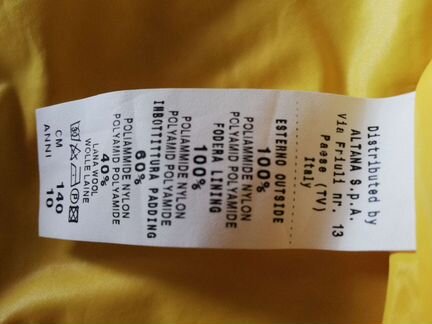 Distributed by
ALTANA S.p.A.
Via Friuli nr. 13
Paese (TV)
Italy
ESTERNO OUTSIDE
100%
POLIAMMIDE NYLON
POLYAMID POLYAMIDE
FODERA LINING
100%
POLIAMMIDE NYLON
POLYAMID POLYAMIDE
INBOTTITURA PADDING
60%
POLIAMMIDE NYLON
POLYAMID POLYAMIDE
40%
LANA WOOL
WOLLE LAINE
CM 140
ANNI 10